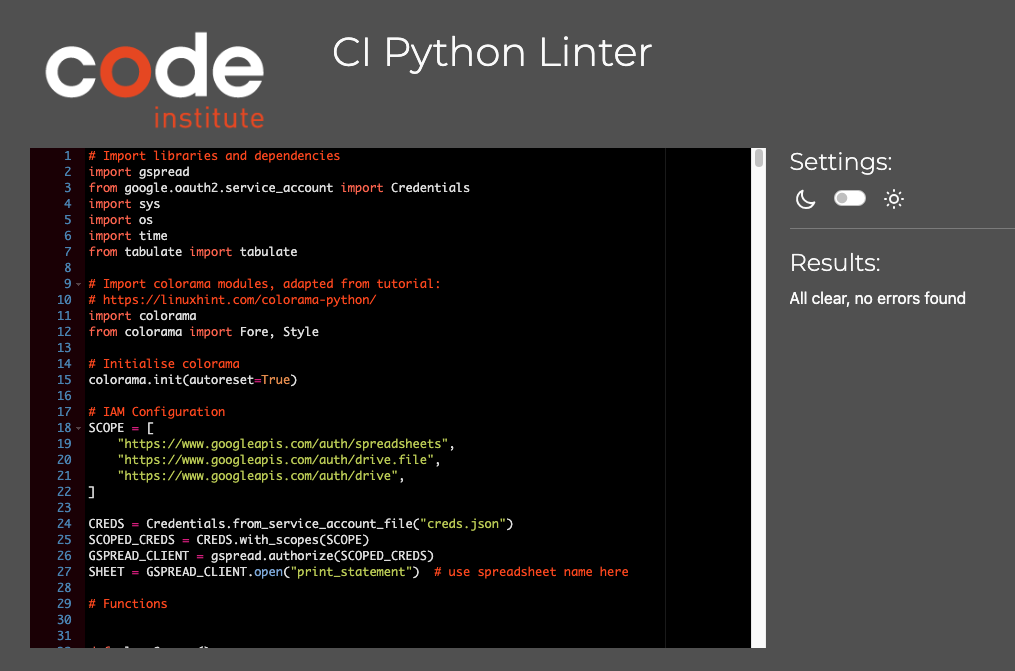 code
institute
CI Python Linter
1 # Import libraries and dependencies
2 import gspread
3 from google.oauth2.service_account import Credentials
4 import sys
5 import os
6 import time
7 from tabulate import tabulate
8
9 # Import colorama modules, adapted from tutorial:
10 # https://linuxhint.com/colorama-python/
11 import colorama
12 from colorama import Fore, Style
13
14 # Initialise colorama
15 colorama.init(autoreset=True)
16
17 # IAM Configuration
18 SCOPE = [
19 "https://www.googleapis.com/auth/spreadsheets",
20 "https://www.googleapis.com/auth/drive.file",
21 "https://www.googleapis.com/auth/drive",
22 ]
23
24 CREDS = Credentials.from_service_account_file("creds.json")
25 SCOPED_CREDS = CREDS.with_scopes(SCOPE)
26 GSPREAD_CLIENT = gspread.authorize(SCOPED_CREDS)
27 SHEET = GSPREAD_CLIENT.open("print_statement")  # use spreadsheet name here
28
29 # Functions
30
31
Settings:
Results:
All clear, no errors found